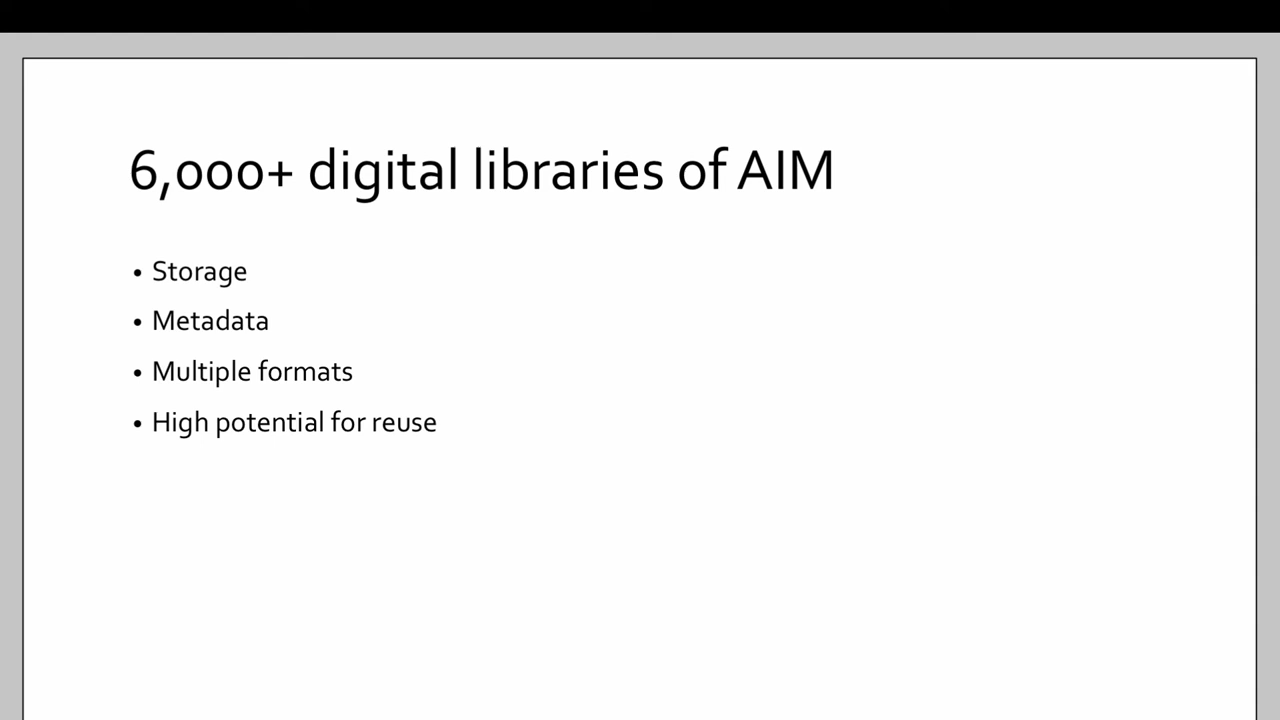 6,000+ digital libraries of AIM
• Storage
• Metadata
• Multiple formats
• High potential for reuse